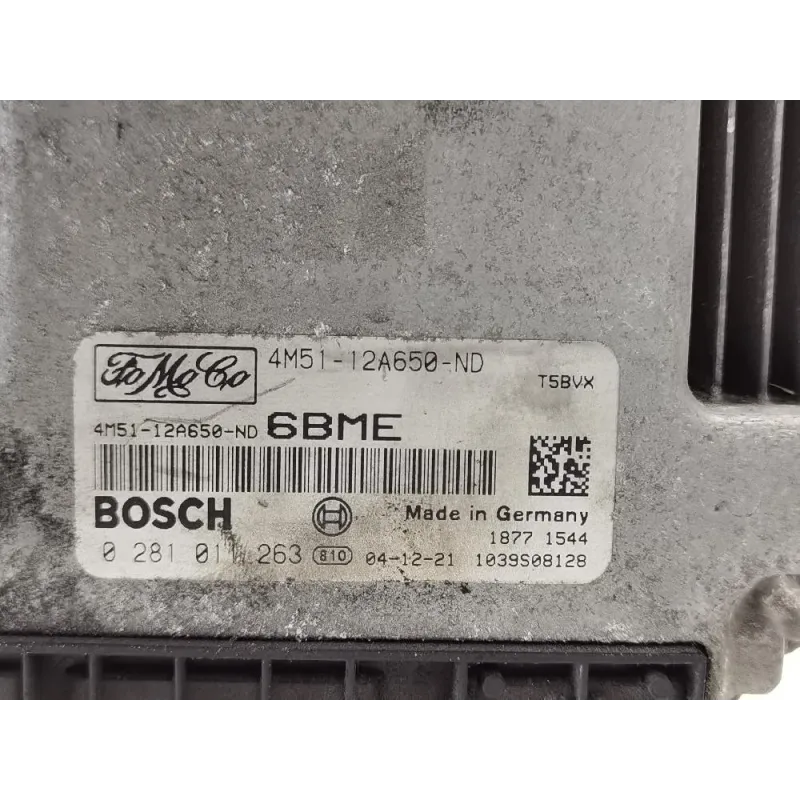 FoMoCo 4M51-12A650-ND
T5BVX
4M51-12A650-ND 6BME
BOSCH Made in Germany
1877 1544
0 281 011 263 810 04-12-21 1039S08128